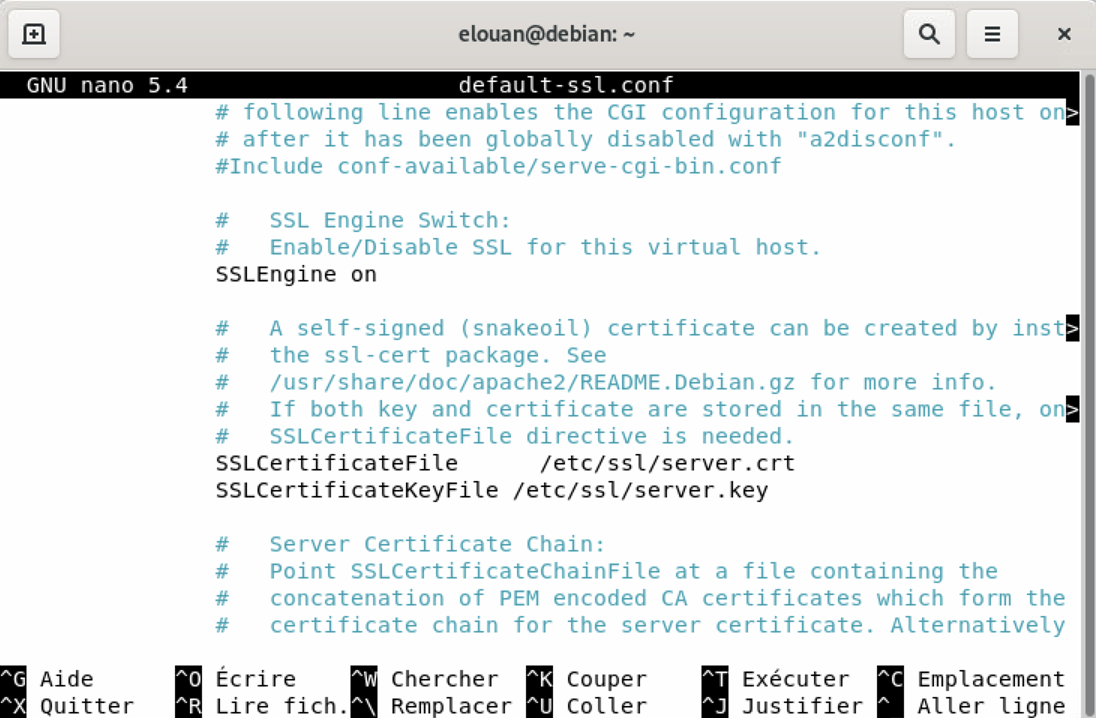 elouan@debian: ~
GNU nano 5.4 default-ssl.conf
# following line enables the CGI configuration for this host on>
# after it has been globally disabled with "a2disconf".
#Include conf-available/serve-cgi-bin.conf
#   SSL Engine Switch:
#   Enable/Disable SSL for this virtual host.
SSLEngine on
#   A self-signed (snakeoil) certificate can be created by inst>
#   the ssl-cert package. See
#   /usr/share/doc/apache2/README.Debian.gz for more info.
#   If both key and certificate are stored in the same file, on>
#   SSLCertificateFile directive is needed.
SSLCertificateFile      /etc/ssl/server.crt
SSLCertificateKeyFile /etc/ssl/server.key
#   Server Certificate Chain:
#   Point SSLCertificateChainFile at a file containing the
#   concatenation of PEM encoded CA certificates which form the
#   certificate chain for the server certificate. Alternatively
^G Aide ^O Écrire ^W Chercher ^K Couper ^T Exécuter ^C Emplacement
^X Quitter ^R Lire fich. ^\ Remplacer ^U Coller ^J Justifier ^_ Aller ligne